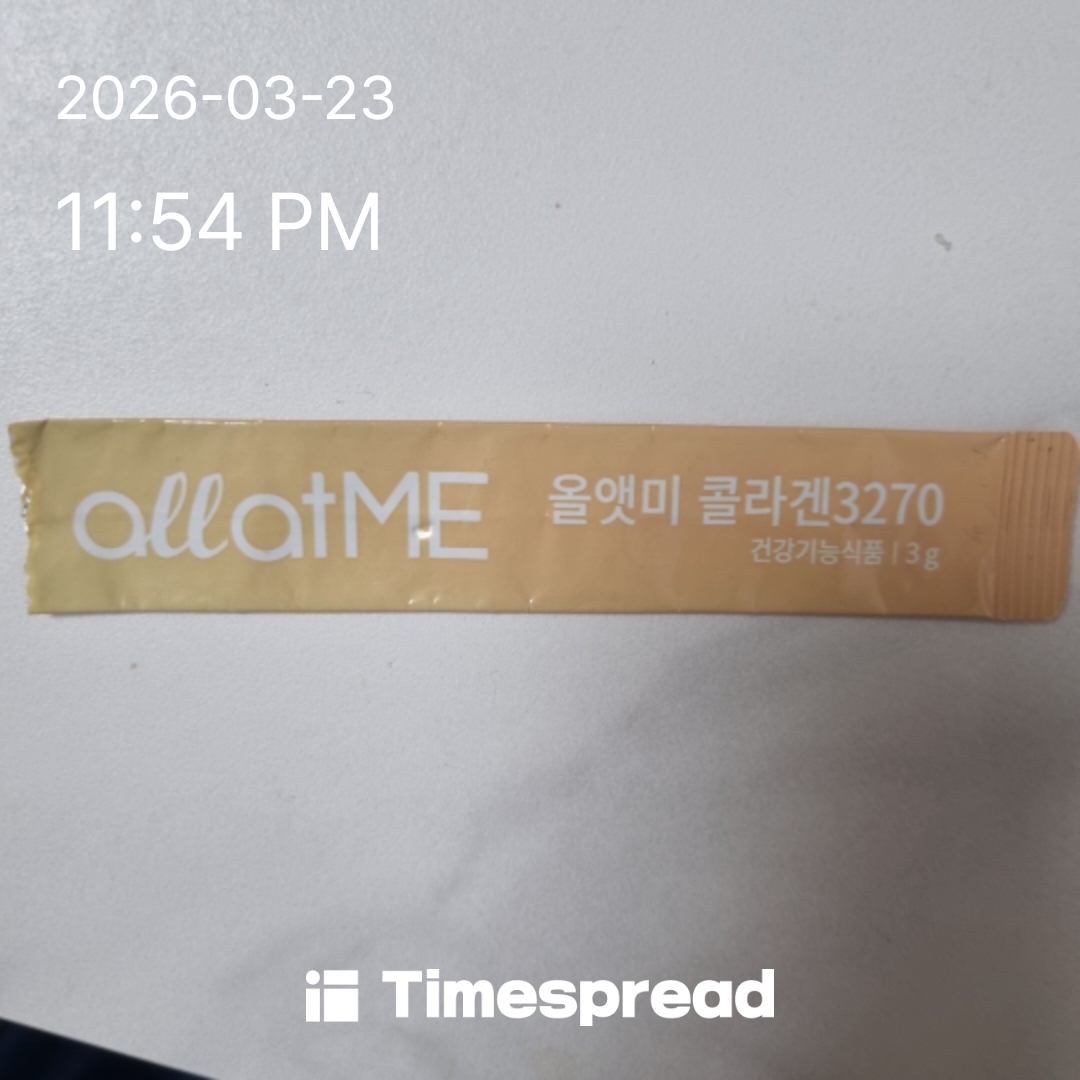 2026-03-23
11:54 PM
allatME
올앳미 콜라겐3270
건강기능식품 | 3g
Timespread